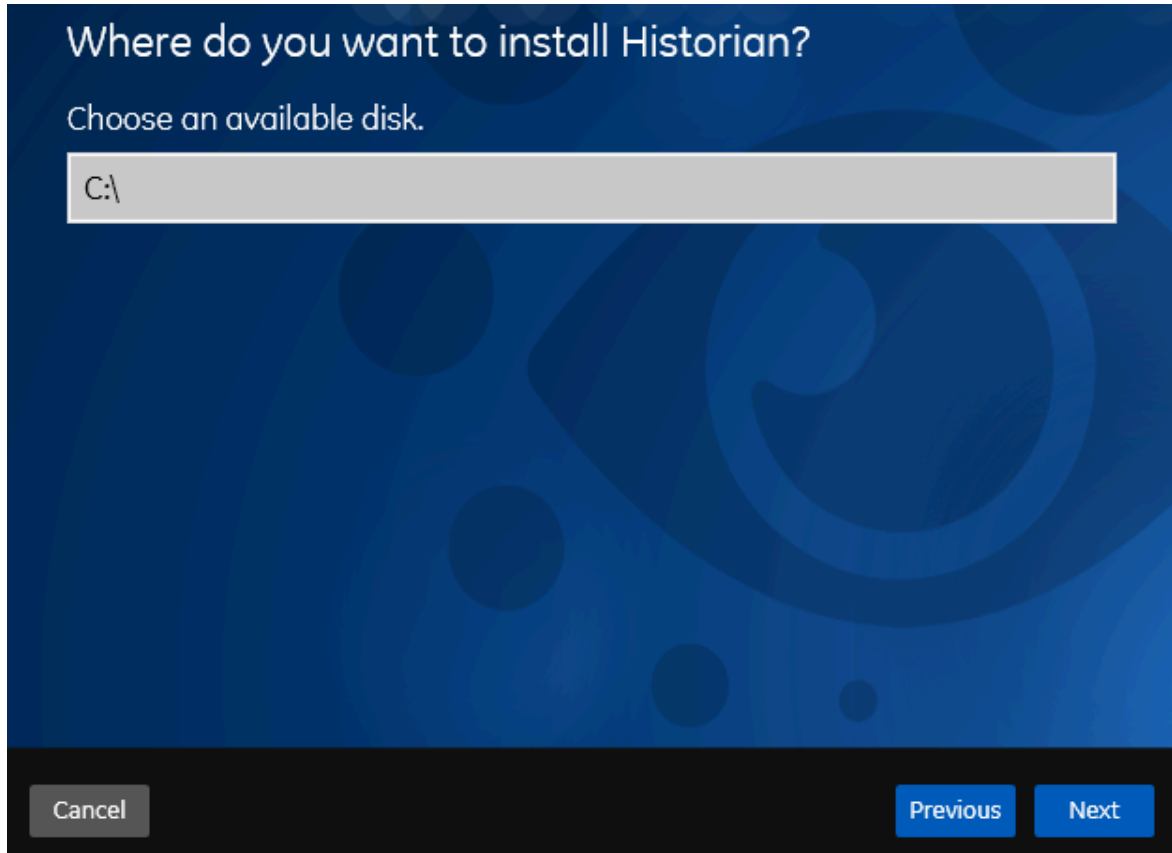 Where do you want to install Historian?
Choose an available disk.
C:\
Cancel
Previous
Next